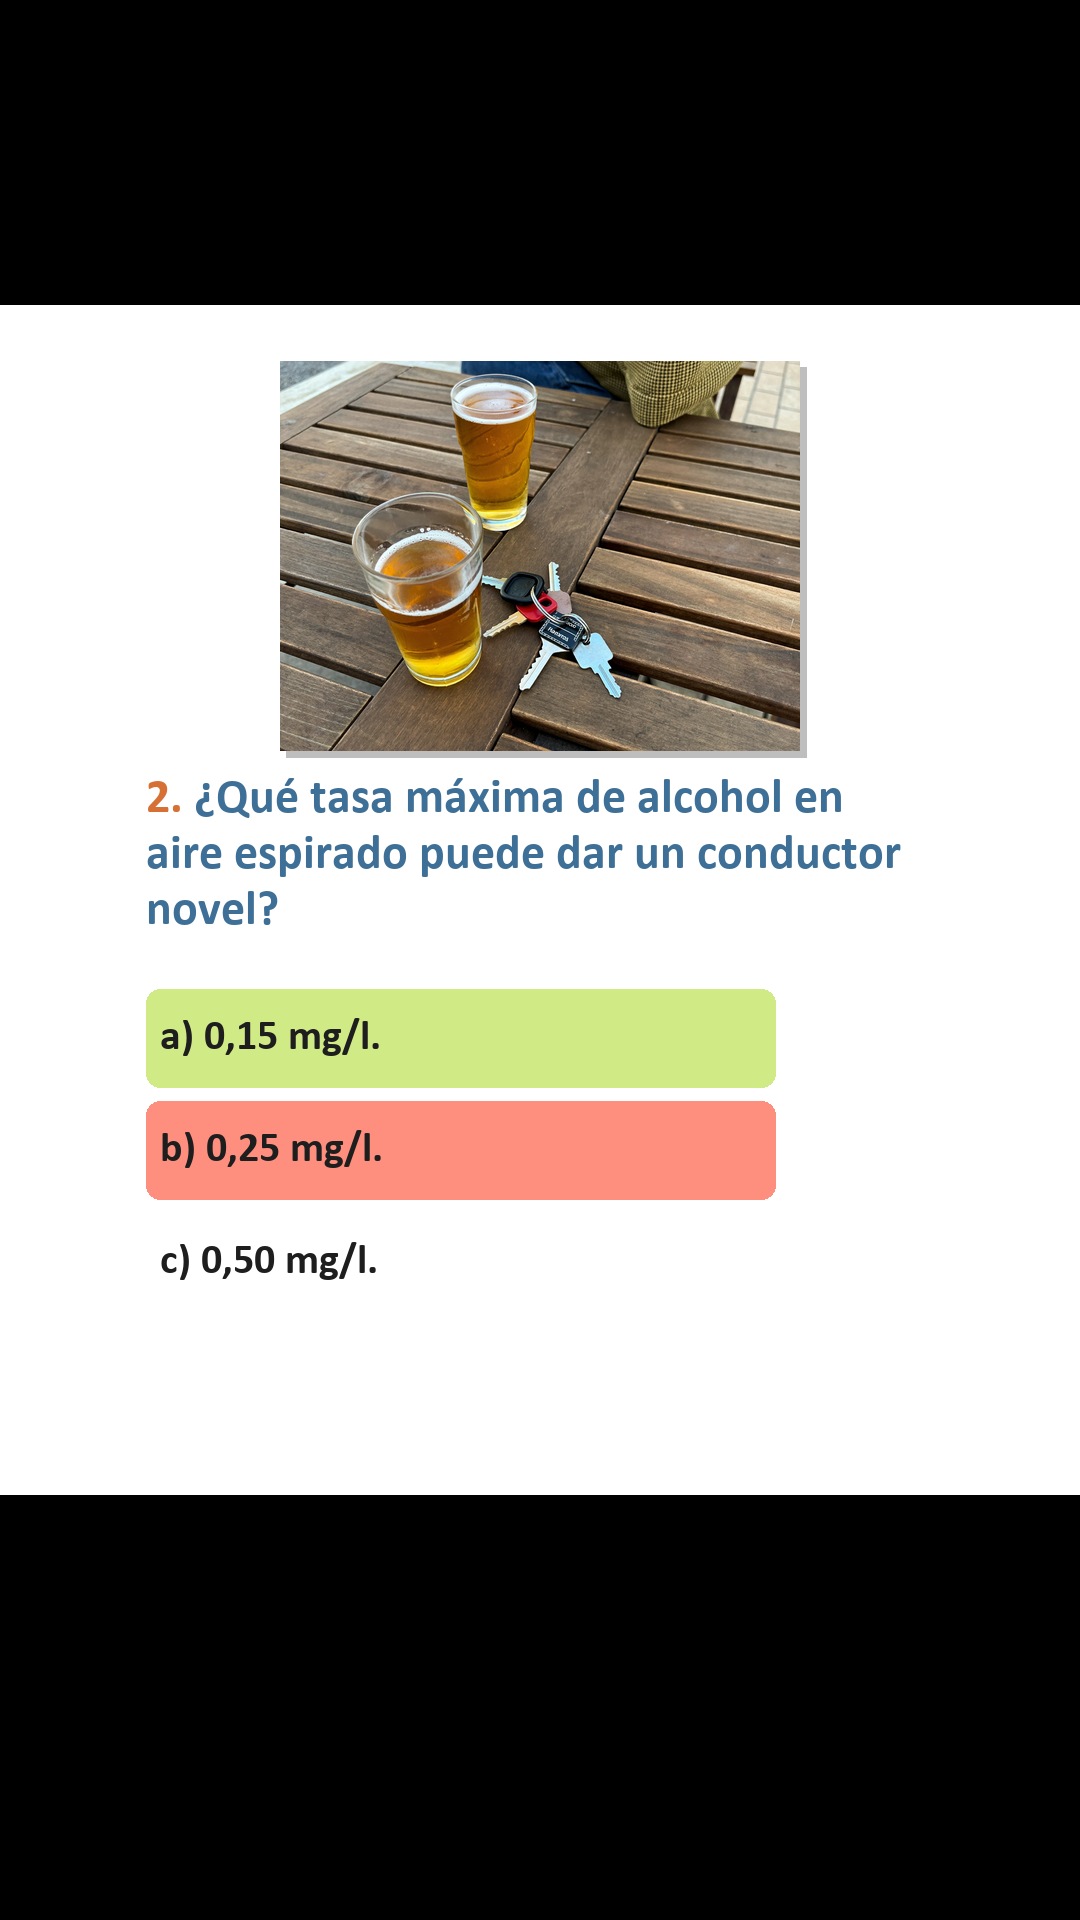 2. ¿Qué tasa máxima de alcohol en
aire espirado puede dar un conductor
novel?
a) 0,15 mg/l.
b) 0,25 mg/l.
c) 0,50 mg/l.